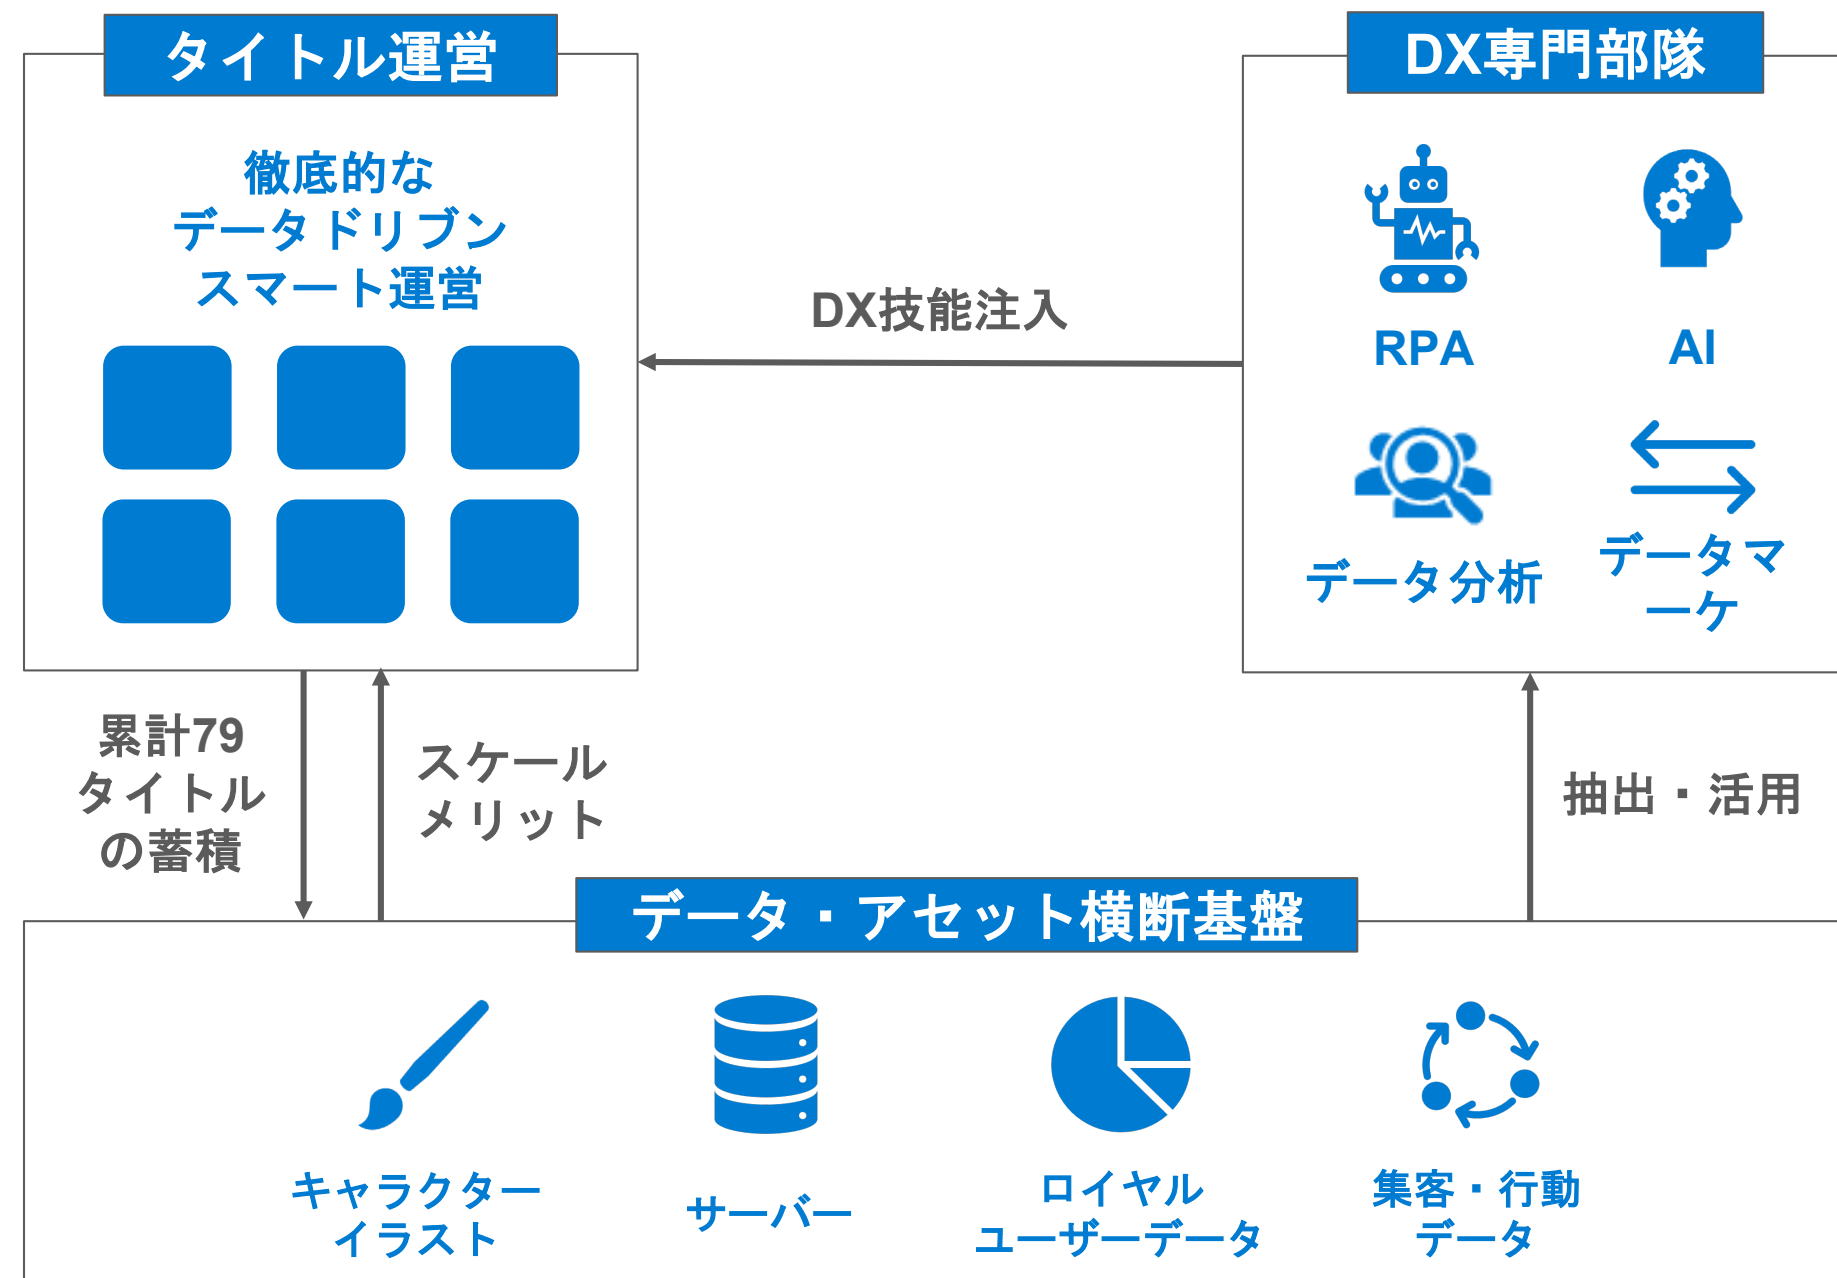 タイトル運営
徹底的な
データドリブン
スマート運営
DX技能注入
DX専門部隊
RPA
AI
データ分析
データマ
ーケ
累計79
タイトル
の蓄積
スケール
メリット
抽出・活用
データ・アセット横断基盤
キャラクター
イラスト
サーバー
ロイヤル
ユーザーデータ
集客・行動
データ